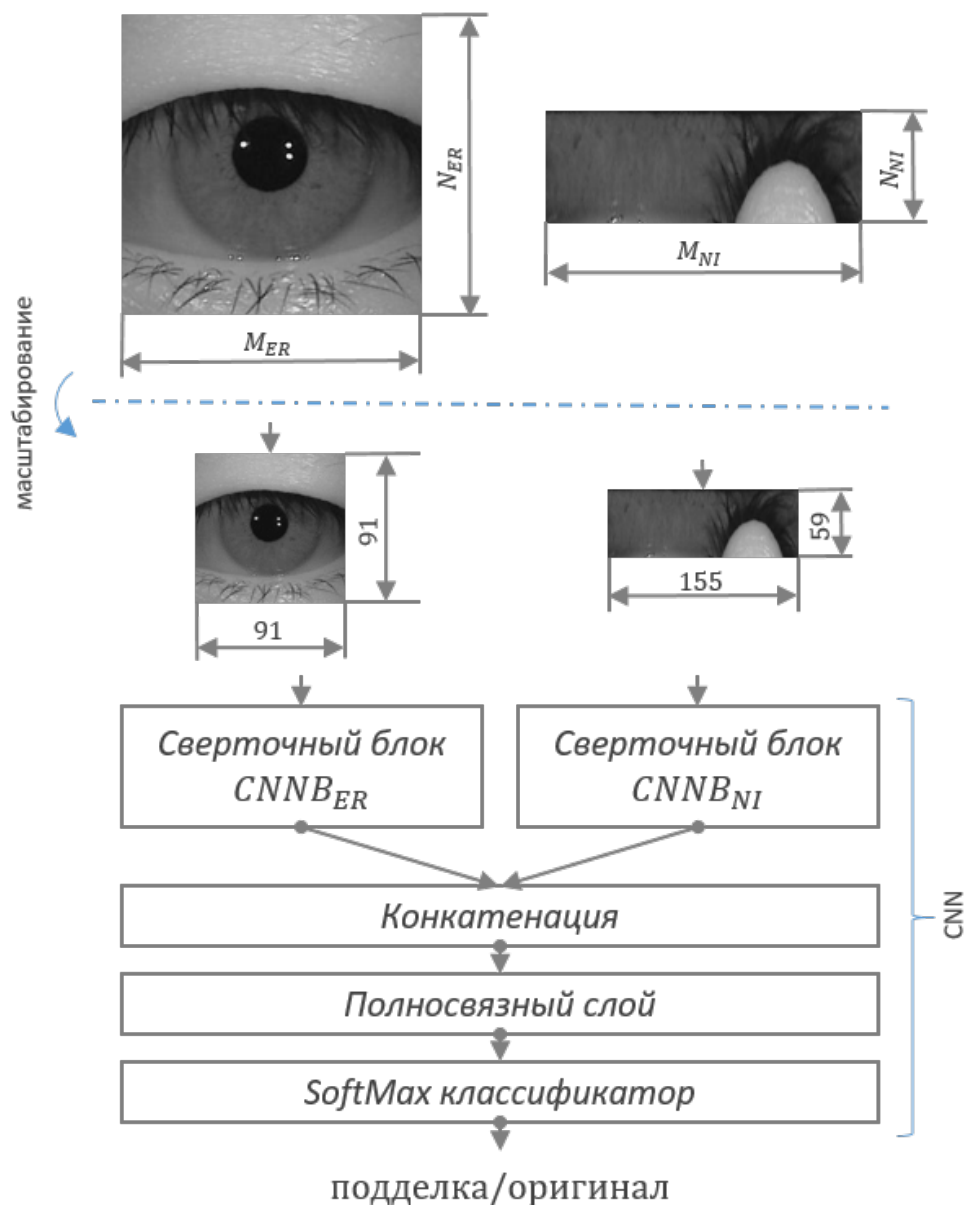 N_ER
N_NI
M_NI
M_ER
масштабирование
91
59
155
91
Сверточный блок
CNNB_ER
Сверточный блок
CNNB_NI
Конкатенация
CNN
Полносвязный слой
SoftMax классификатор
подделка/оригинал